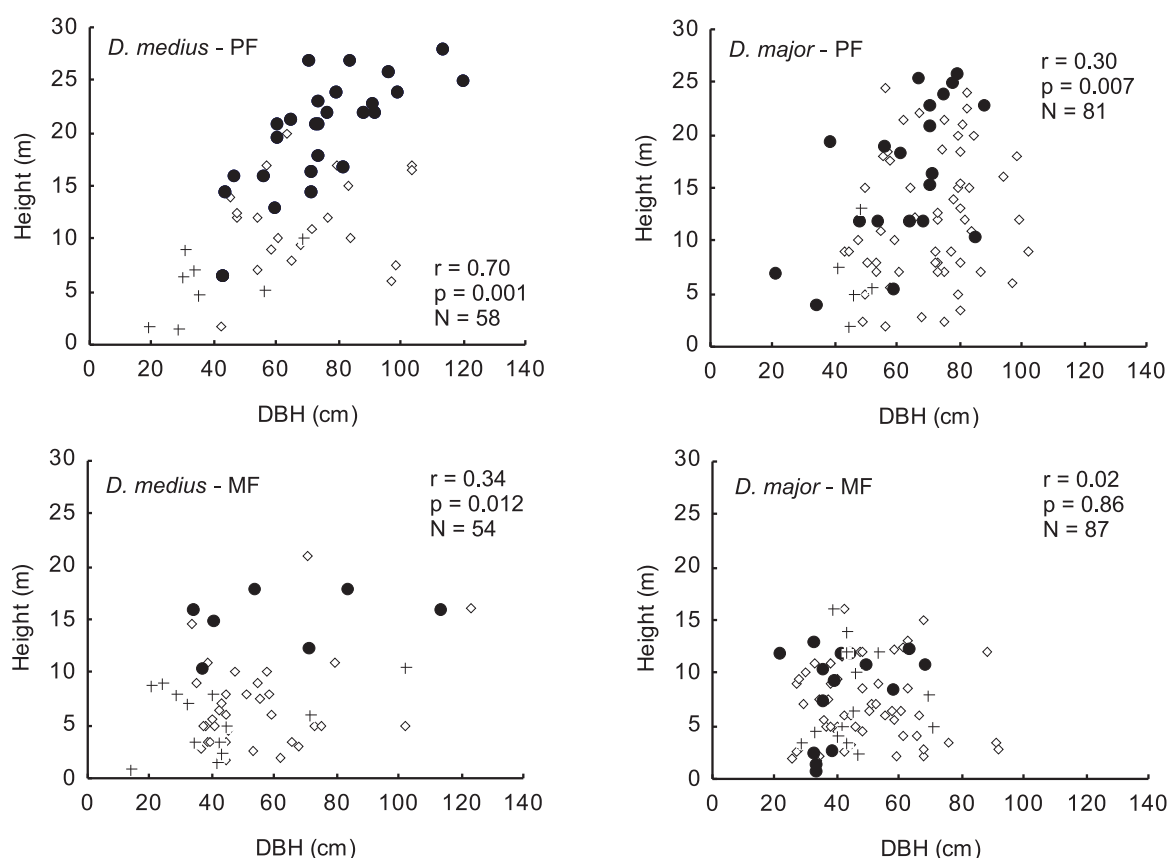 D. medius - PF
r = 0.70
p = 0.001
N = 58
Height (m)
30
25
20
15
10
5
0
0 20 40 60 80 100 120 140
DBH (cm)
D. major - PF
r = 0.30
p = 0.007
N = 81
Height (m)
30
25
20
15
10
5
0
0 20 40 60 80 100 120 140
DBH (cm)
D. medius - MF
r = 0.34
p = 0.012
N = 54
Height (m)
30
25
20
15
10
5
0
0 20 40 60 80 100 120 140
DBH (cm)
D. major - MF
r = 0.02
p = 0.86
N = 87
Height (m)
30
25
20
15
10
5
0
0 20 40 60 80 100 120 140
DBH (cm)